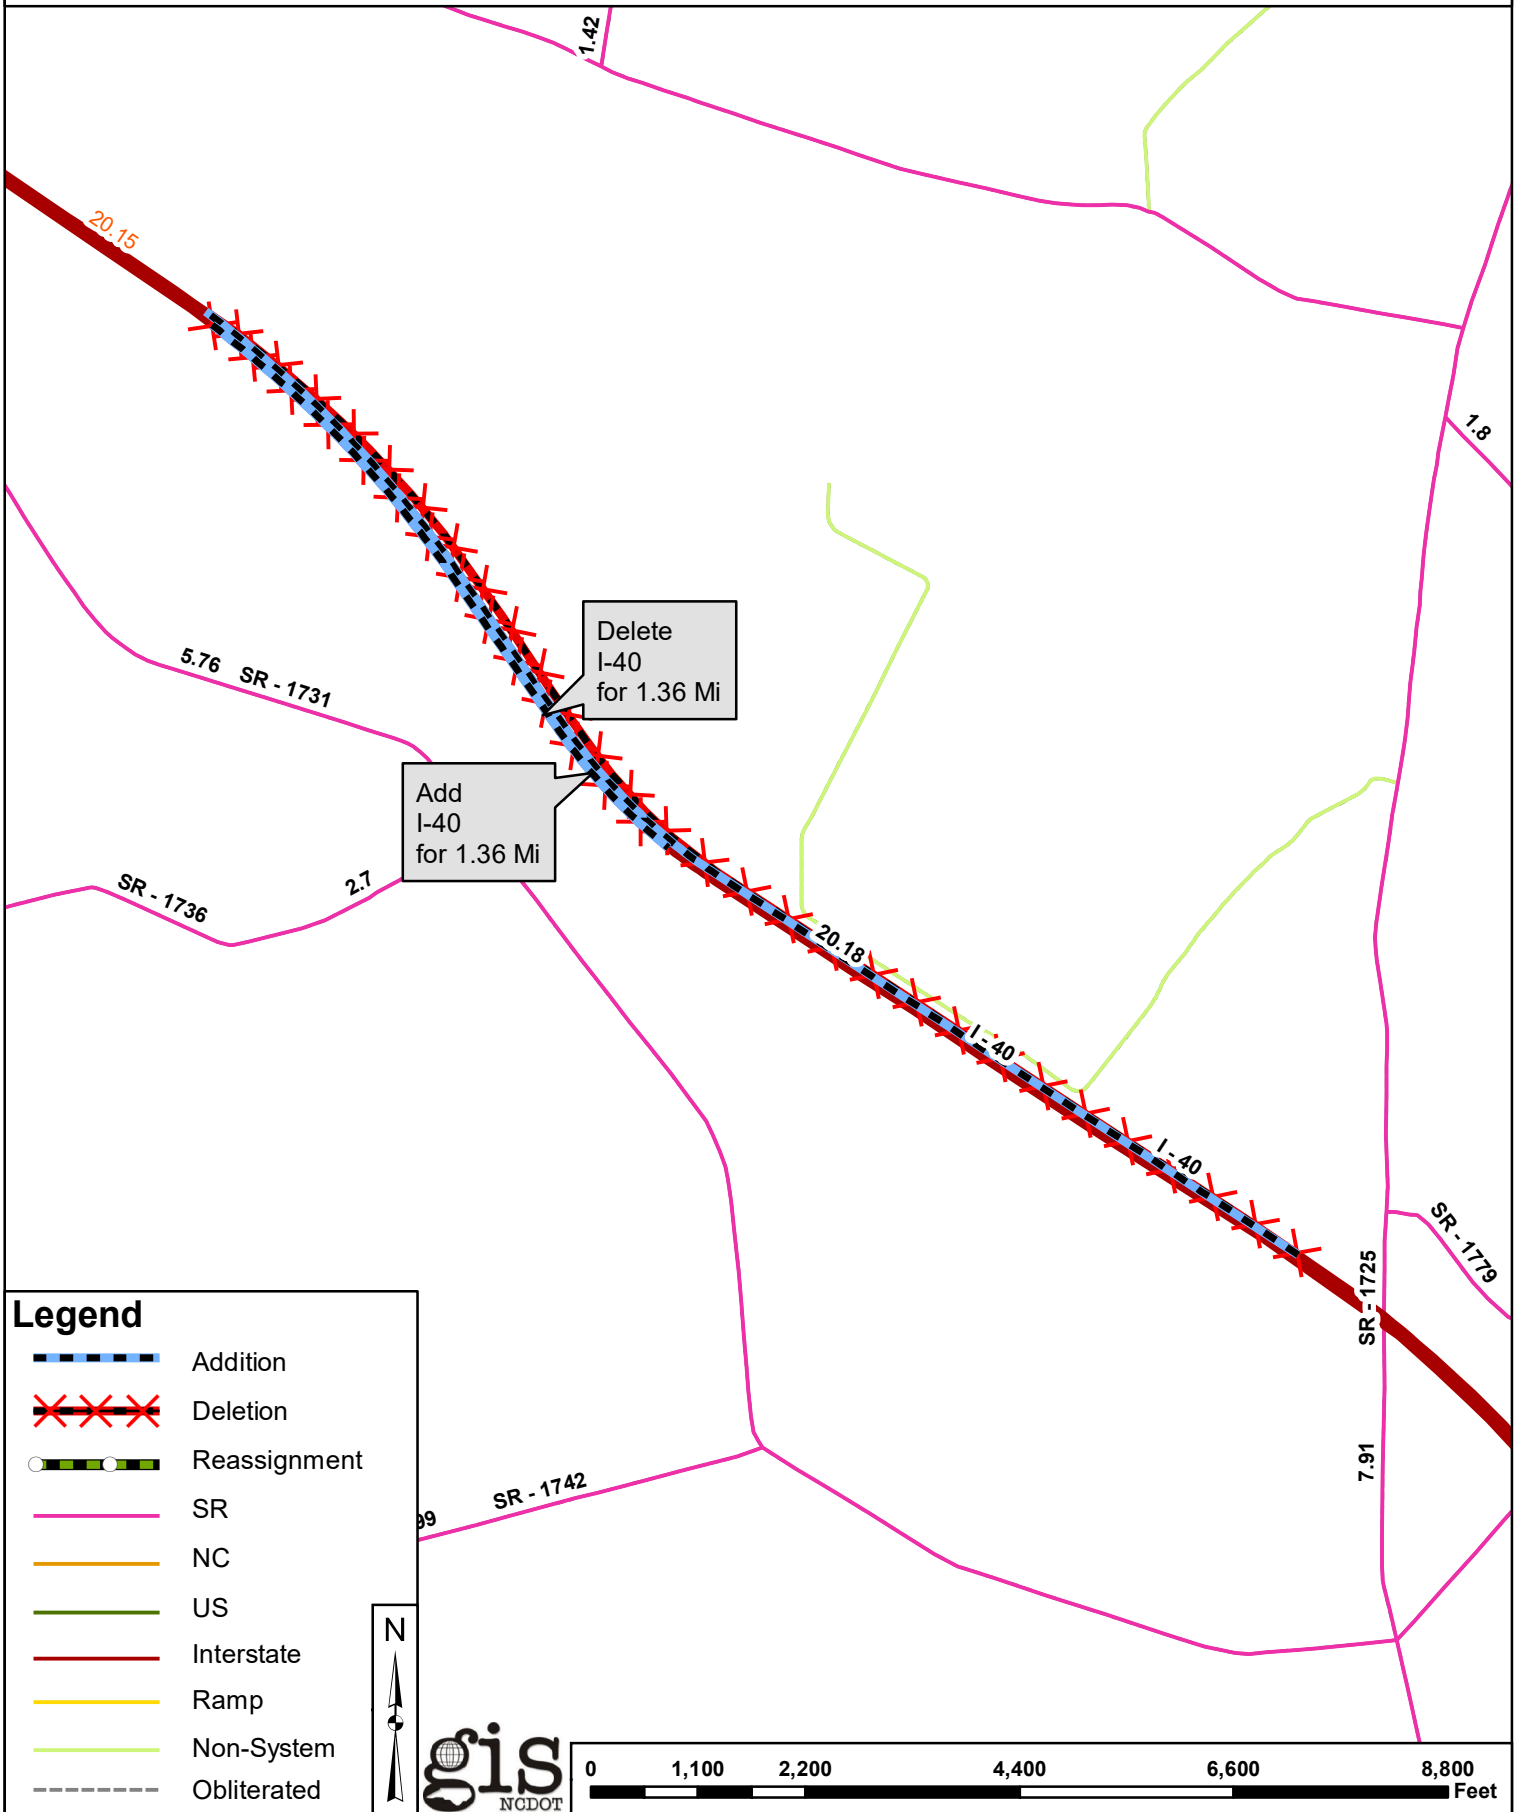 1.42
20.15
1.8
Delete
I-40
for 1.36 Mi
5.76
SR - 1731
Add
I-40
for 1.36 Mi
SR - 1736
2.7
20.18
I - 40
I - 40
SR - 1779
SR - 1725
7.91
SR - 1742
99
Legend
Addition
Deletion
Reassignment
SR
NC
US
Interstate
Ramp
Non-System
Obliterated
N
gis
NCDOT
0 1,100 2,200 4,400 6,600 8,800
Feet